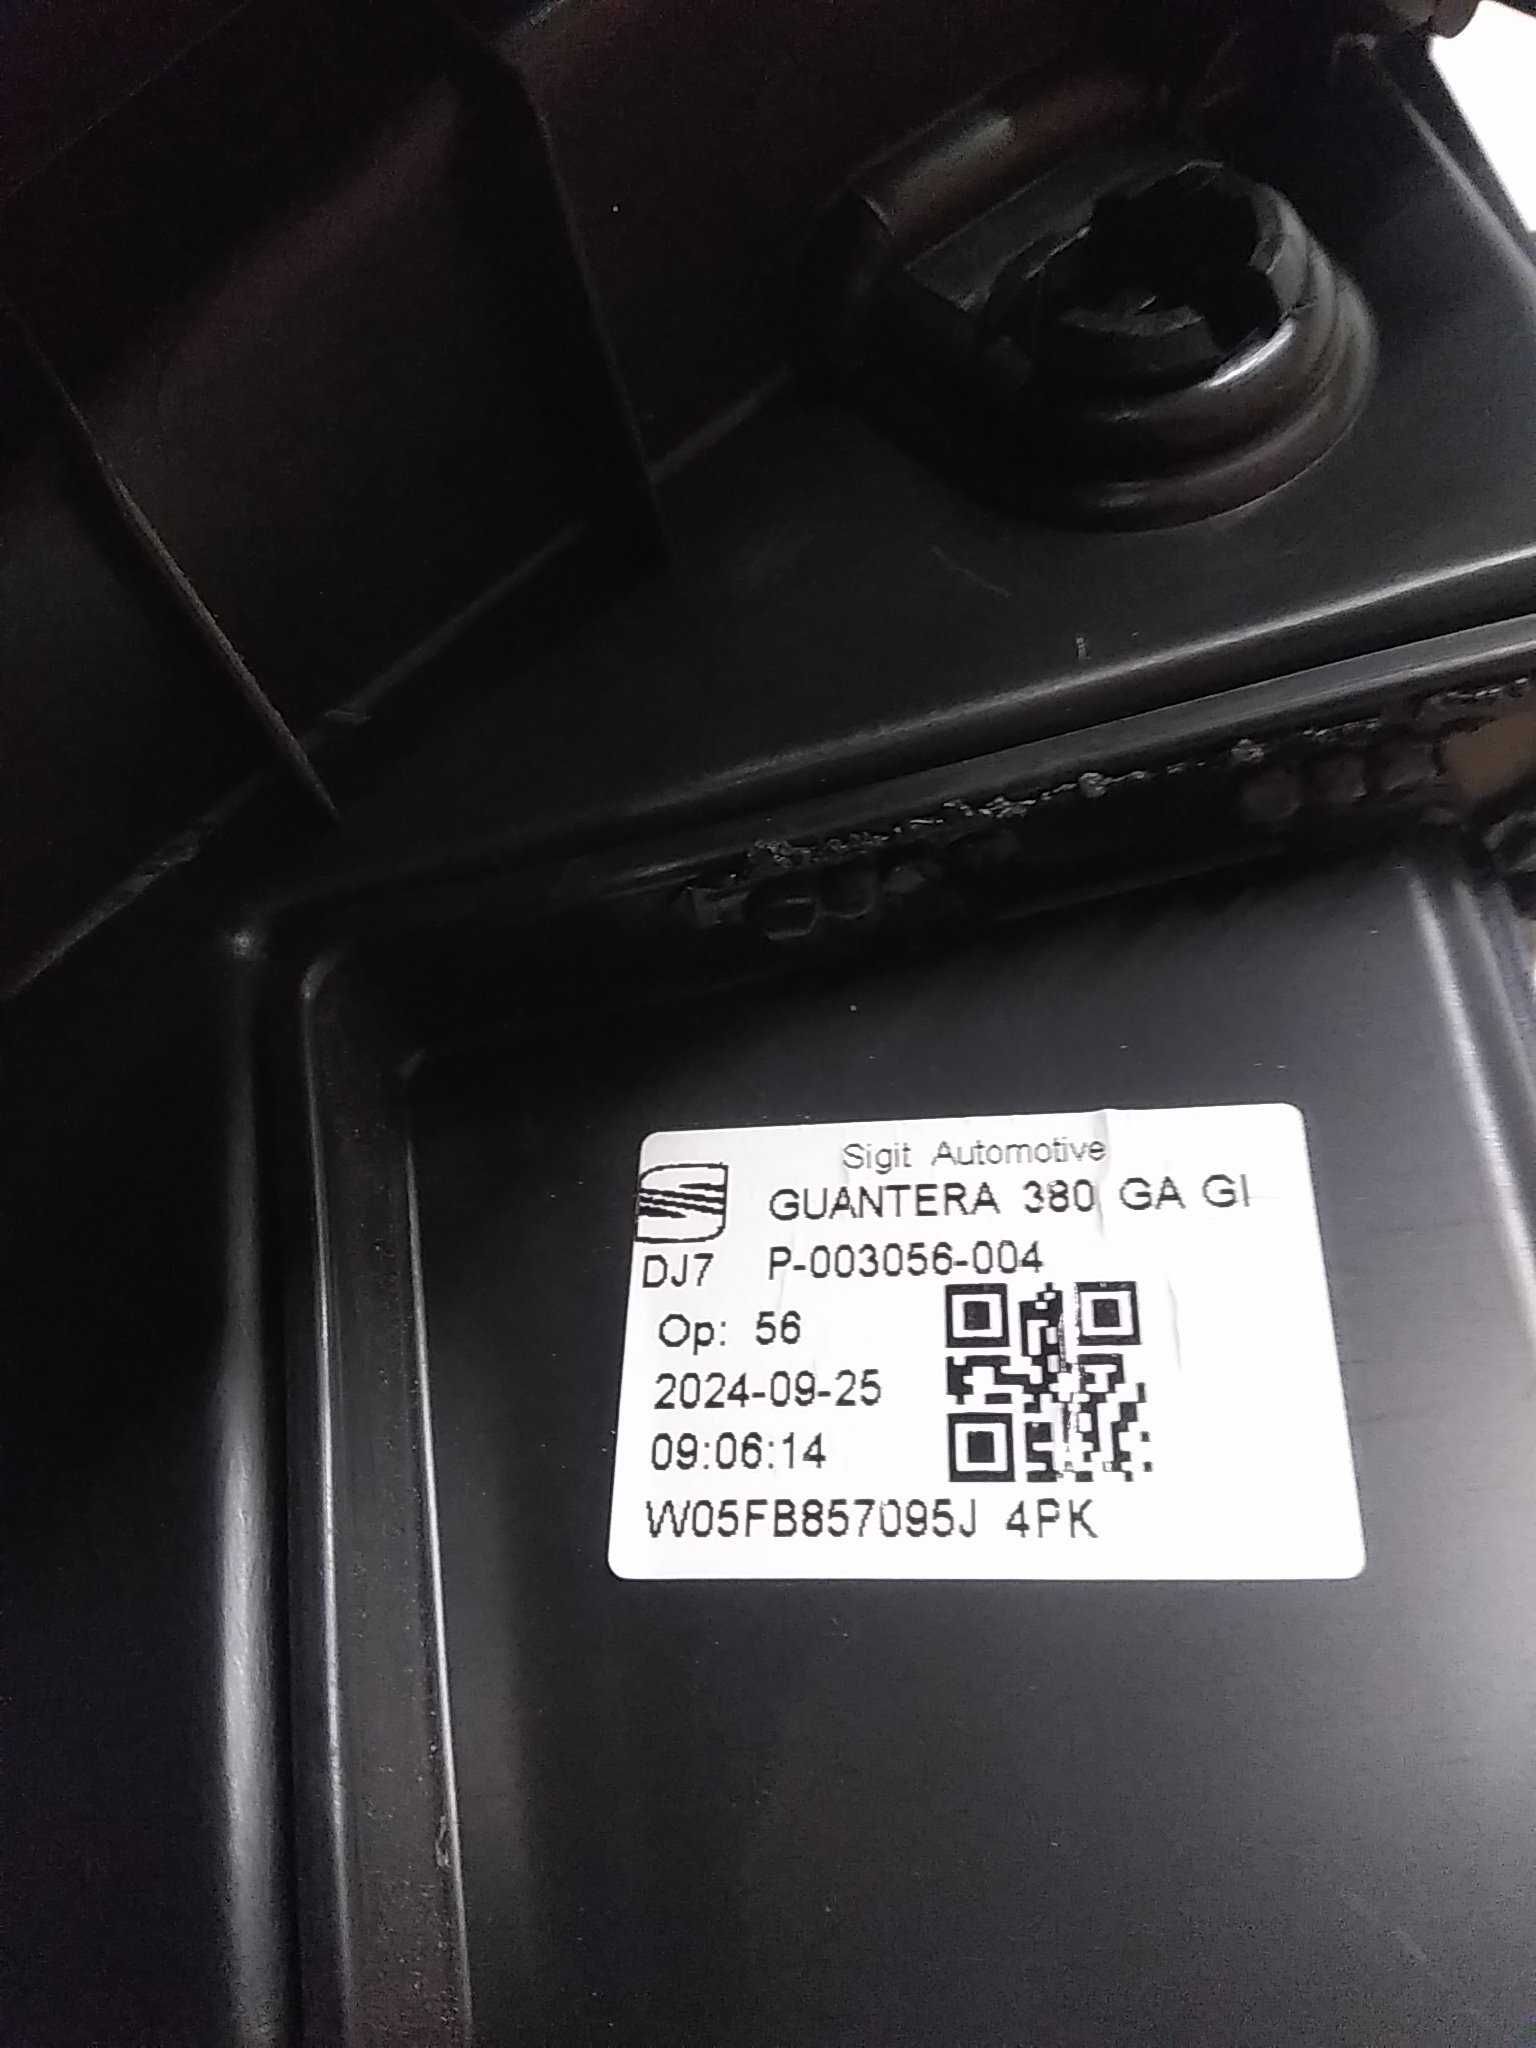 Sigit Automotive
GUANTERA 380 GA GI
DJ7 P-003056-004
Op: 56
2024-09-25
09:06:14
W05FB857095J 4PK